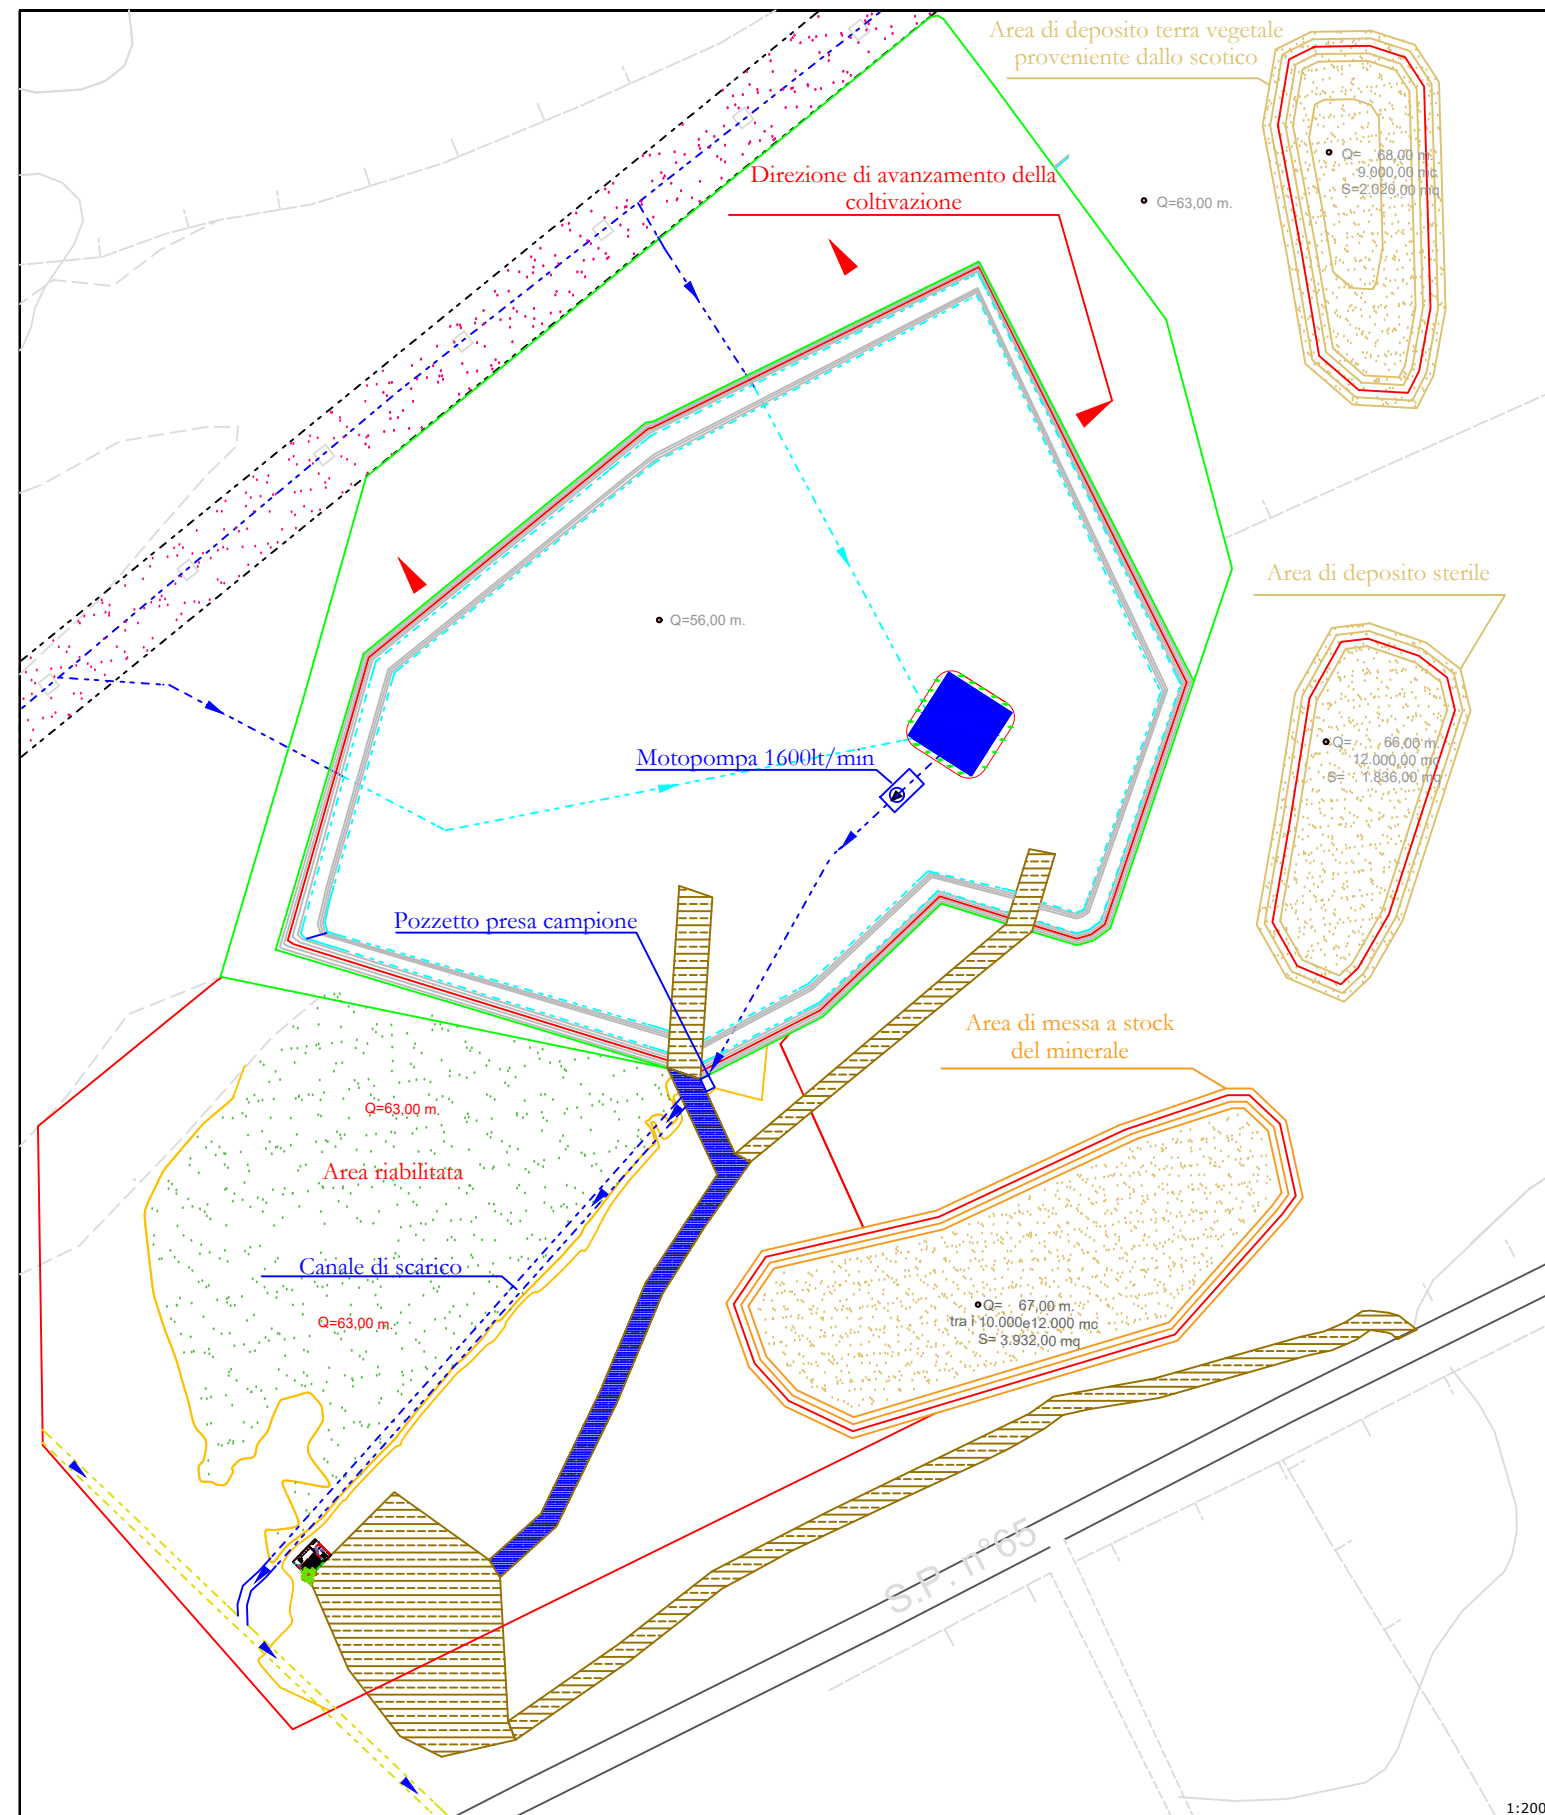 Area di deposito terra vegetale
proveniente dallo scotico
Q= 68,00 m.
9.000,00 mc
S=2.020,00 mq
Direzione di avanzamento della
coltivazione
Q=63,00 m.
Area di deposito sterile
Q=56,00 m.
Q= 66,00 m.
12.000,00 mc
S= 1.836,00 mq
Motopompa 1600lt/min
Pozzetto presa campione
Area di messa a stock
del minerale
Q=63,00 m.
Area riabilitata
Canale di scarico
Q=63,00 m.
Q= 67,00 m.
tra i 10.000e12.000 mc
S= 3.932,00 mq
S.P. n°65
1:200